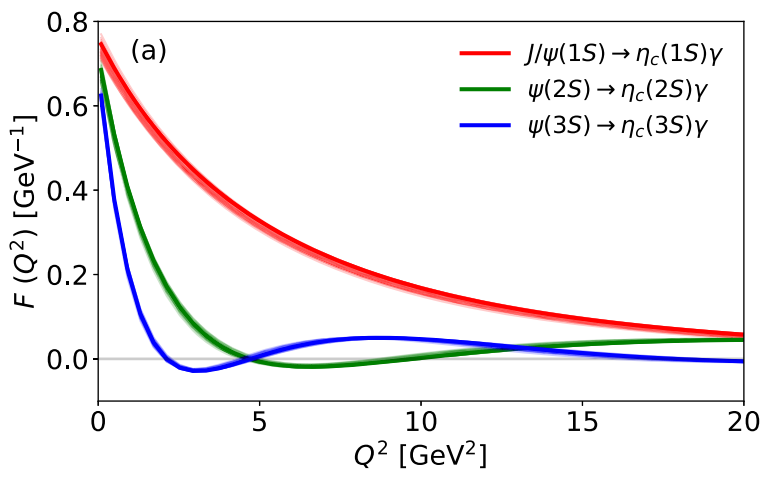 (a)
J/ψ(1S) → η_c(1S)γ
ψ(2S) → η_c(2S)γ
ψ(3S) → η_c(3S)γ
F (Q²) [GeV⁻¹]
0.8
0.6
0.4
0.2
0.0
0 5 10 15 20
Q² [GeV²]